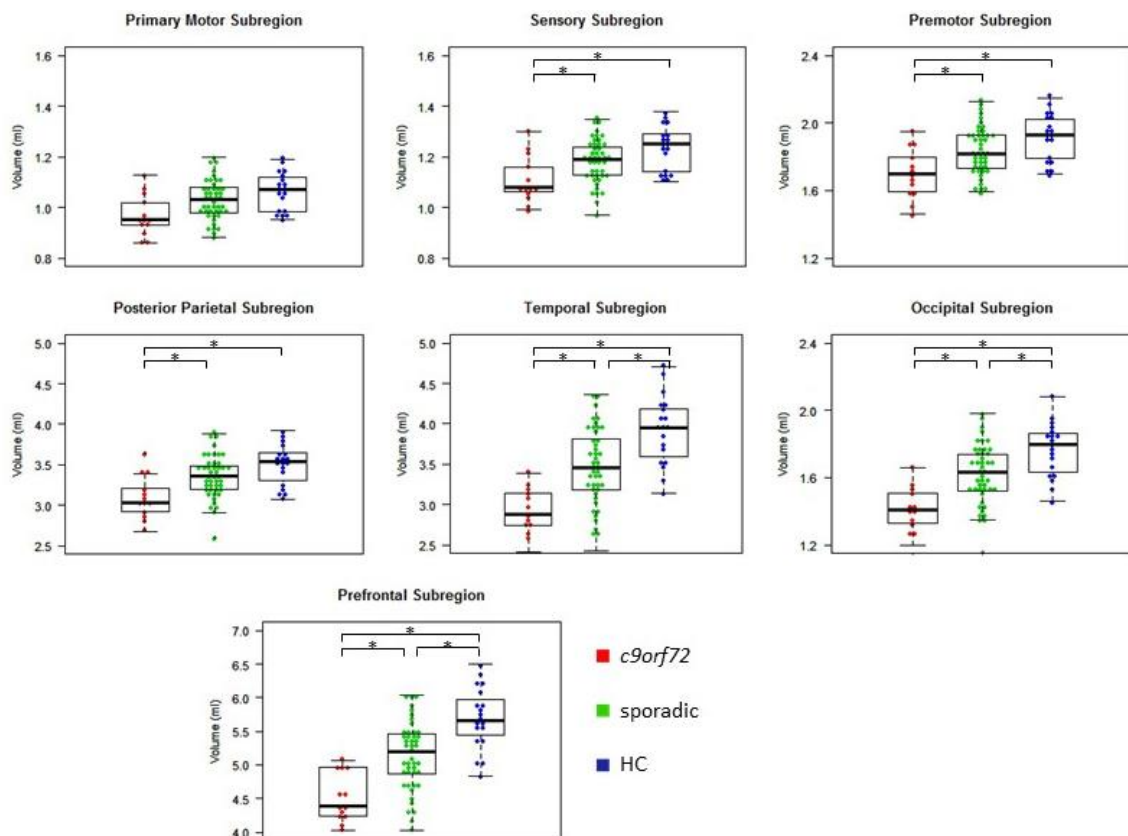 Primary Motor Subregion
Volume (ml)
1.6
1.4
1.2
1.0
0.8
Sensory Subregion
Volume (ml)
1.6
1.4
1.2
1.0
0.8
*
*
Premotor Subregion
Volume (ml)
2.4
2.0
1.6
1.2
*
*
Posterior Parietal Subregion
Volume (ml)
5.0
4.5
4.0
3.5
3.0
2.5
*
*
Temporal Subregion
Volume (ml)
5.0
4.5
4.0
3.5
3.0
2.5
*
* *
Occipital Subregion
Volume (ml)
2.4
2.0
1.6
1.2
*
* *
Prefrontal Subregion
Volume (ml)
7.0
6.5
6.0
5.5
5.0
4.5
4.0
*
* *
c9orf72
sporadic
HC